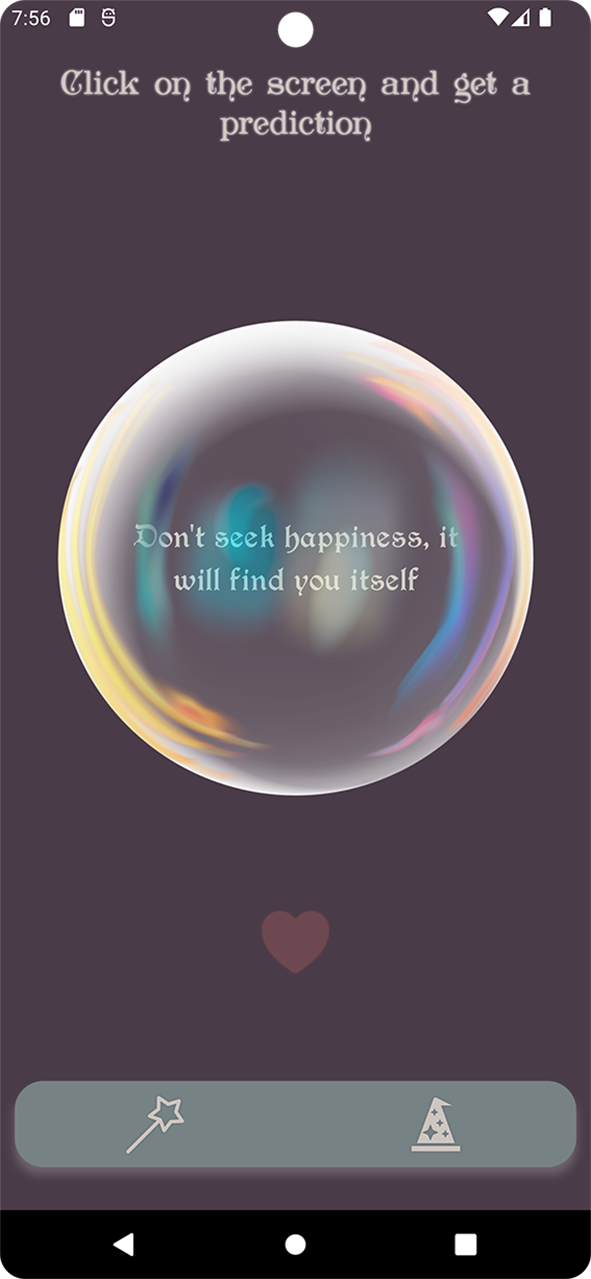 7:56
Click on the screen and get a
prediction
Don't seek happiness, it
will find you itself